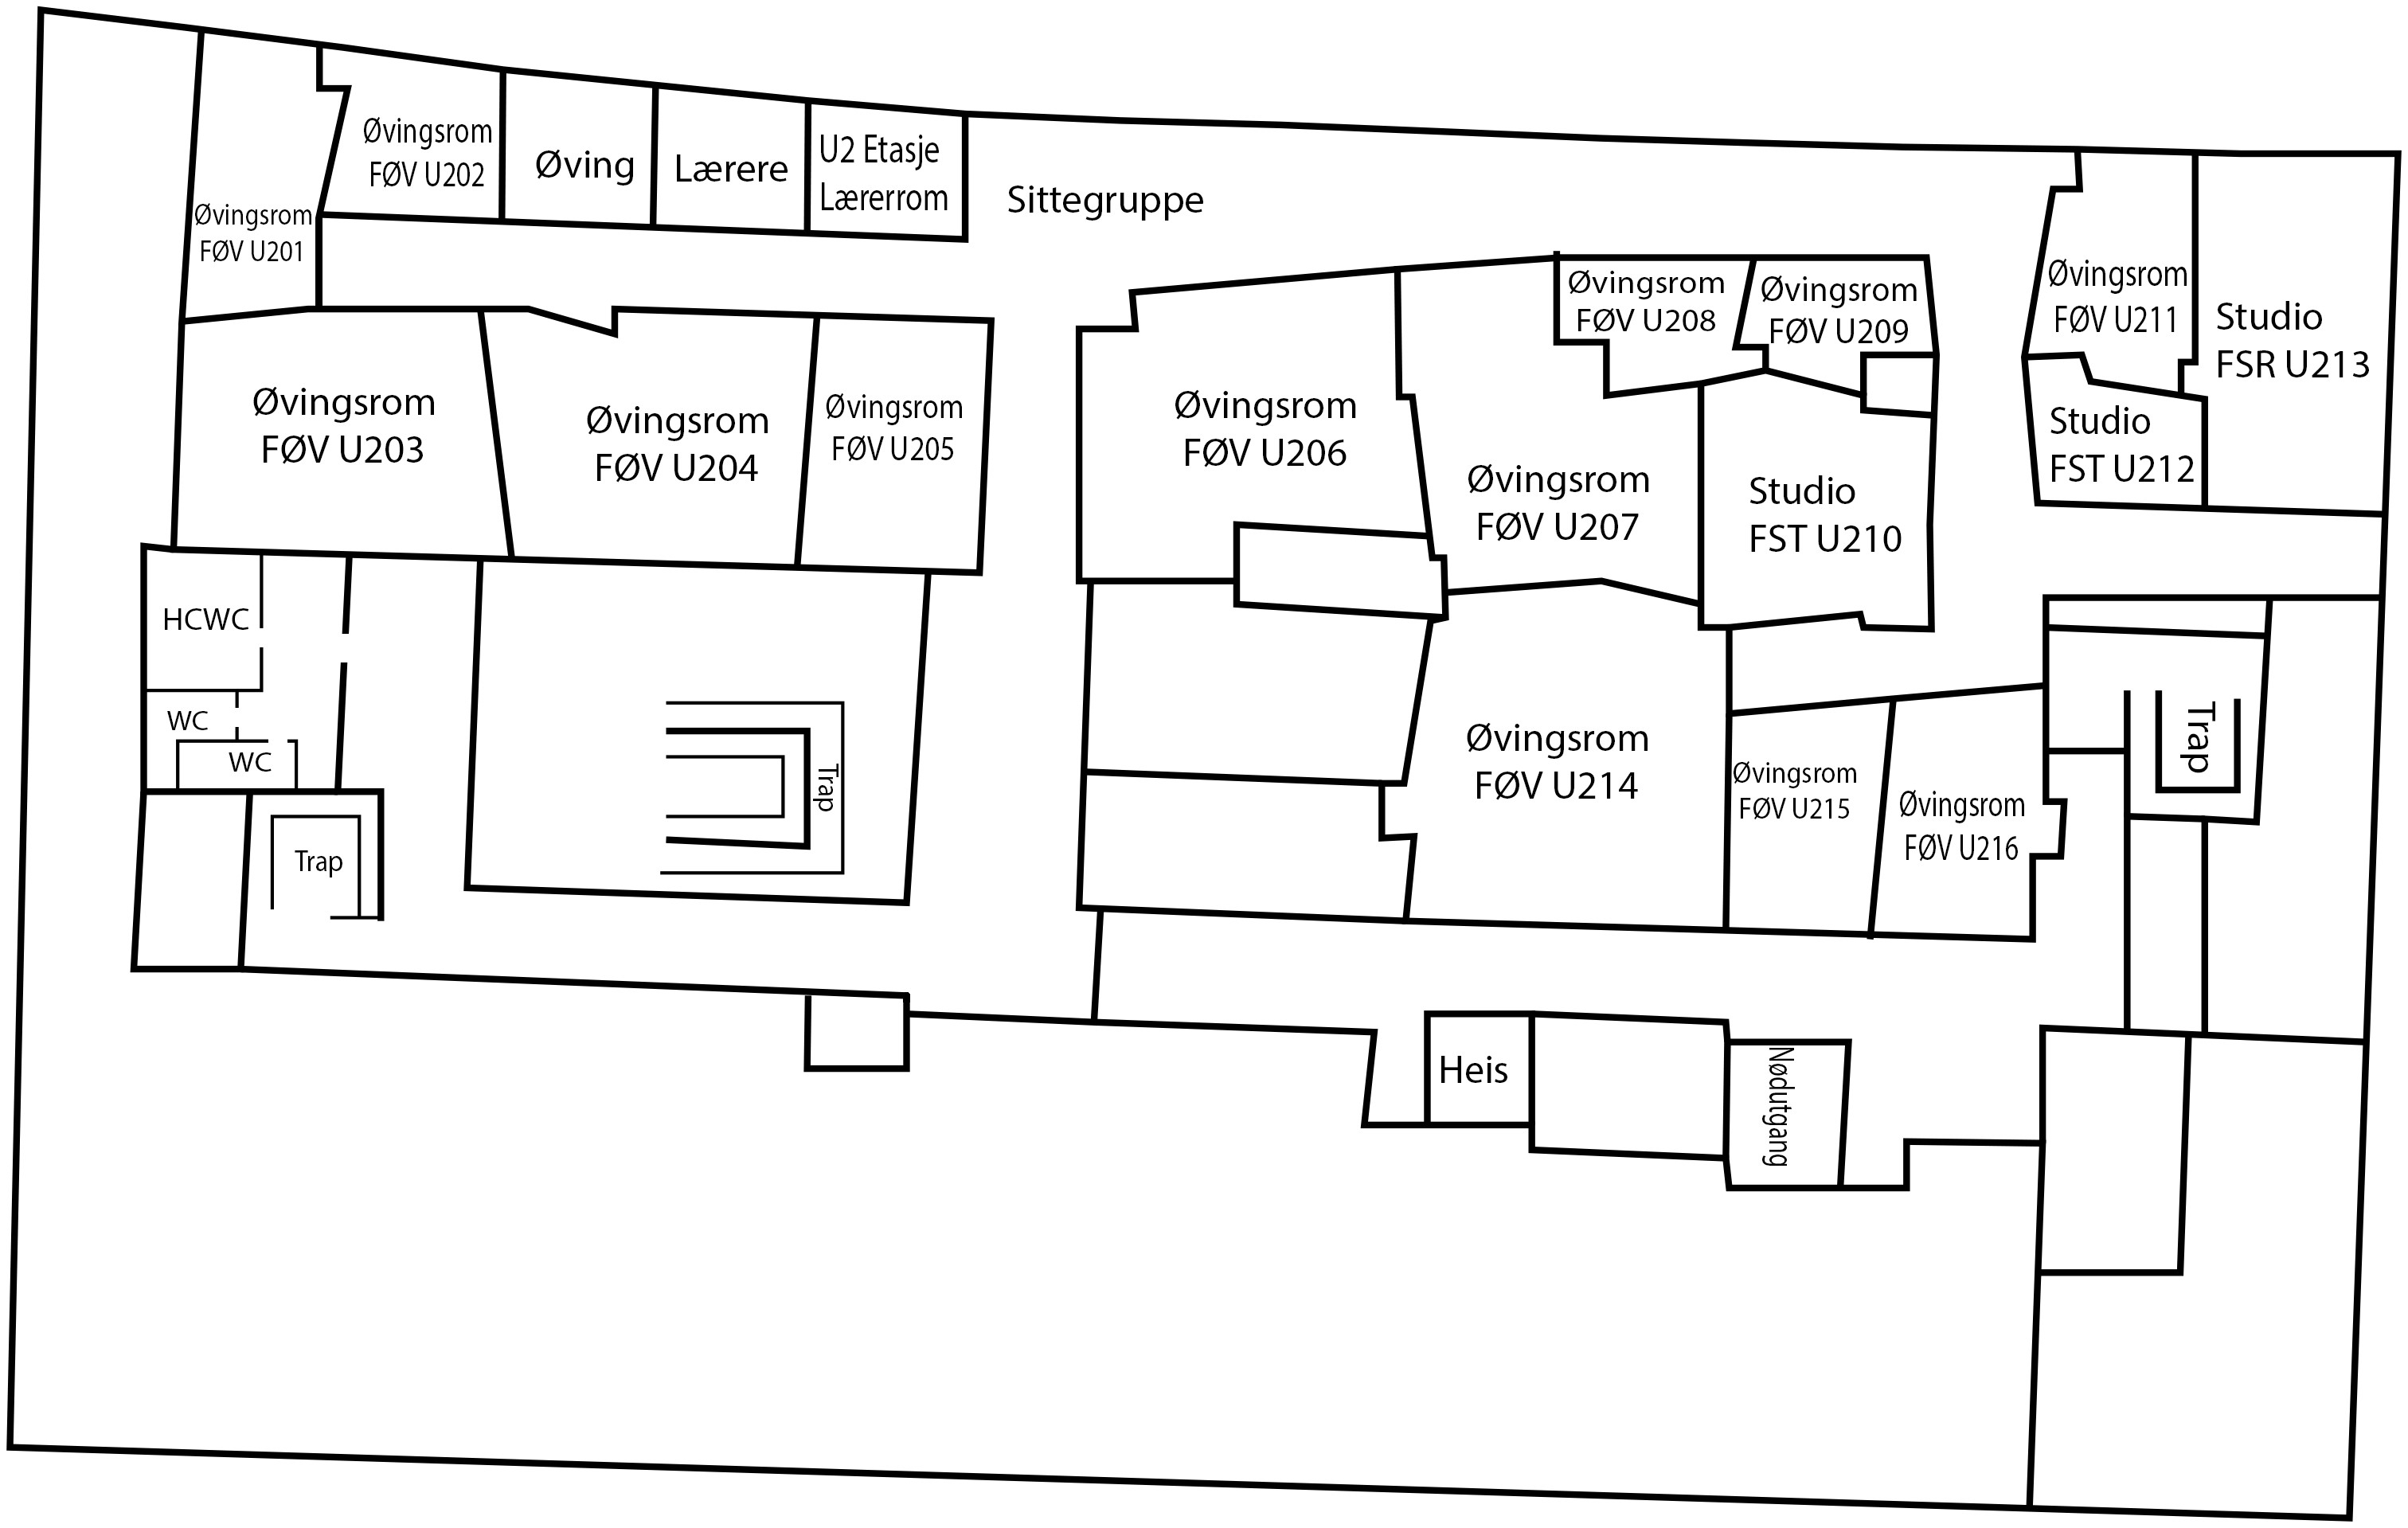 Øvingsrom
FØV U201
Øvingsrom
FØV U202
Øving
Lærere
U2 Etasje
Lærerrom
Sittegruppe
Øvingsrom
FØV U203
Øvingsrom
FØV U204
Øvingsrom
FØV U205
Øvingsrom
FØV U206
Øvingsrom
FØV U207
Øvingsrom
FØV U208
Øvingsrom
FØV U209
Studio
FST U210
Øvingsrom
FØV U211
Studio
FST U212
Studio
FSR U213
HCWC
WC
WC
Trap
Trap
Øvingsrom
FØV U214
Øvingsrom
FØV U215
Øvingsrom
FØV U216
Trap
Heis
Nødutgang